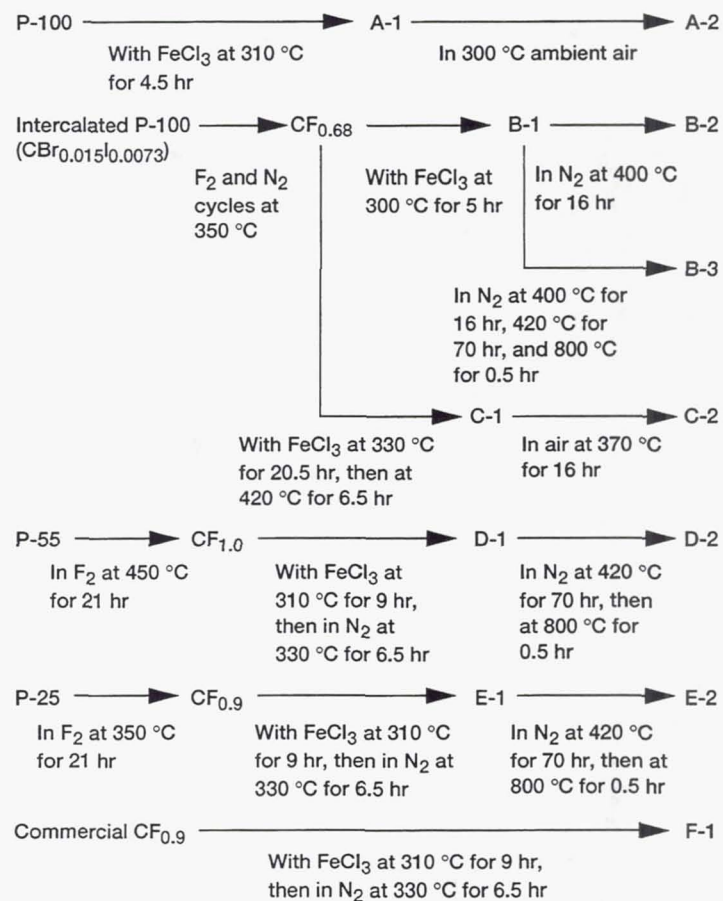 P-100 A-1 A-2
With FeCl3 at 310 °C
for 4.5 hr
In 300 °C ambient air
Intercalated P-100
(CBr0.015I0.0073)
CF0.68 B-1 B-2
F2 and N2
cycles at
350 °C
With FeCl3 at
300 °C for 5 hr
In N2 at 400 °C
for 16 hr
B-3
In N2 at 400 °C for
16 hr, 420 °C for
70 hr, and 800 °C
for 0.5 hr
C-1 C-2
With FeCl3 at 330 °C
for 20.5 hr, then at
420 °C for 6.5 hr
In air at 370 °C
for 16 hr
P-55 CF1.0 D-1 D-2
In F2 at 450 °C
for 21 hr
With FeCl3 at
310 °C for 9 hr,
then in N2 at
330 °C for 6.5 hr
In N2 at 420 °C
for 70 hr, then
at 800 °C for
0.5 hr
P-25 CF0.9 E-1 E-2
In F2 at 350 °C
for 21 hr
With FeCl3 at 310 °C
for 9 hr, then in N2 at
330 °C for 6.5 hr
In N2 at 420 °C
for 70 hr, then at
800 °C for 0.5 hr
Commercial CF0.9 F-1
With FeCl3 at 310 °C for 9 hr,
then in N2 at 330 °C for 6.5 hr